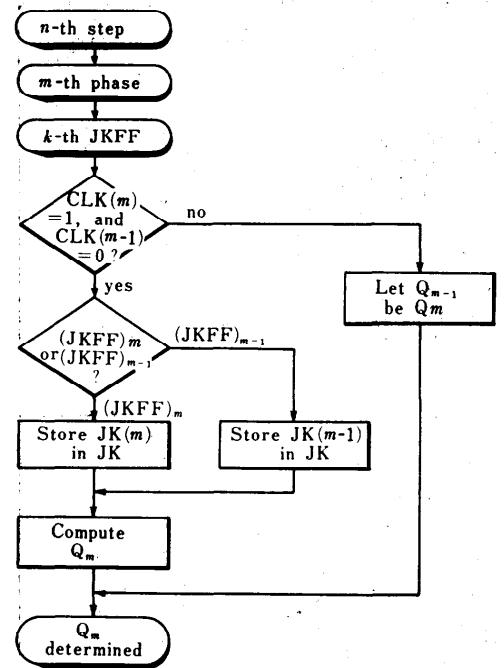 n-th step
m-th phase
k-th JKFF
CLK(m)
=1, and
CLK(m-1)
=0?
no
yes
Let Qm-1
be Qm
(JKFF)m
or(JKFF)m-1
?
(JKFF)m-1
(JKFF)m
Store JK(m)
in JK
Store JK(m-1)
in JK
Compute
Qm
Qm
determined